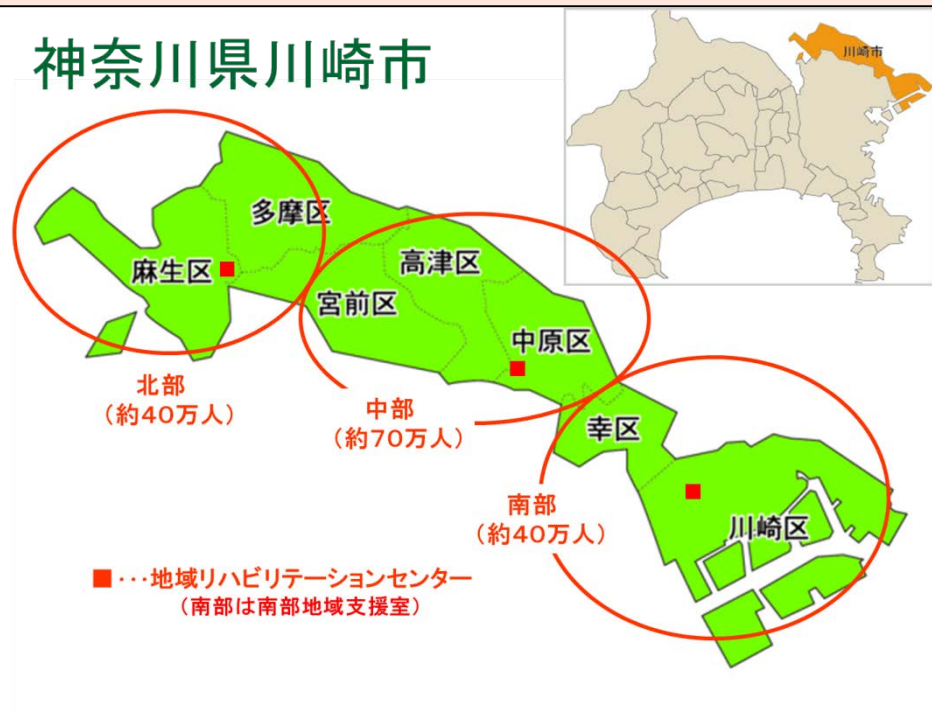 神奈川県川崎市
川崎市
多摩区
麻生区
高津区
宮前区
中原区
北部
（約40万人）
中部
（約70万人）
幸区
南部
（約40万人）
川崎区
■・・・地域リハビリテーションセンター
（南部は南部地域支援室）